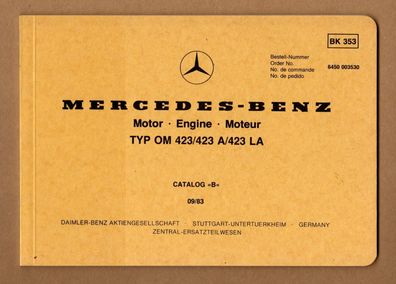 BK 353
Bestell-Nummer
Order No.
No. de commande
No. de pedido
6450 003530
MERCEDES-BENZ
Motor · Engine · Moteur
TYP OM 423/423 A/423 LA
CATALOG »B«
09/83
DAIMLER-BENZ AKTIENGESELLSCHAFT · STUTTGART-UNTERTUERKHEIM · GERMANY
ZENTRAL-ERSATZTEILWESEN